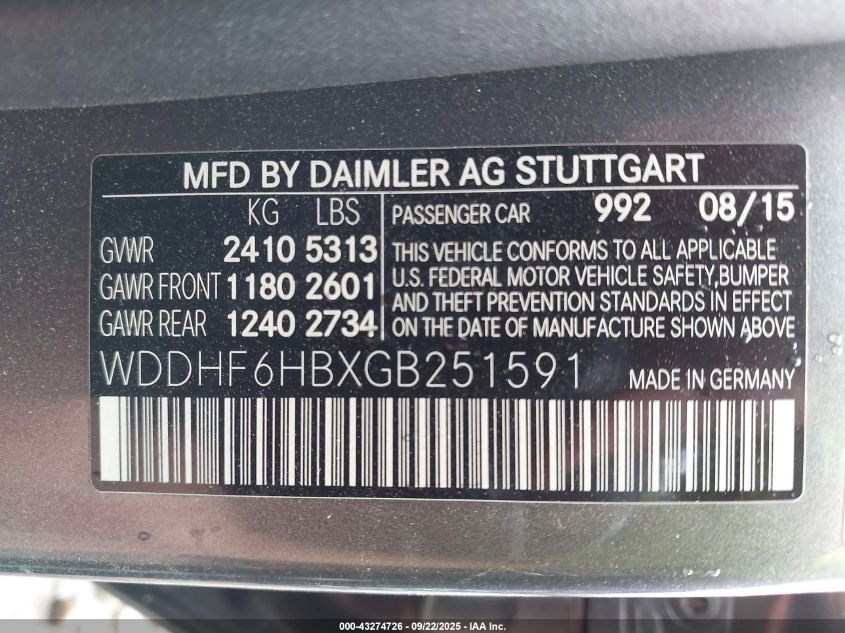 MFD BY DAIMLER AG STUTTGART
KG LBS
GVWR 2410 5313
GAWR FRONT 1180 2601
GAWR REAR 1240 2734
PASSENGER CAR 992 08/15
THIS VEHICLE CONFORMS TO ALL APPLICABLE
U.S. FEDERAL MOTOR VEHICLE SAFETY,BUMPER
AND THEFT PREVENTION STANDARDS IN EFFECT
ON THE DATE OF MANUFACTURE SHOWN ABOVE
WDDHF6HBXGB251591 MADE IN GERMANY
000-43274726 - 09/22/2025 - IAA Inc.